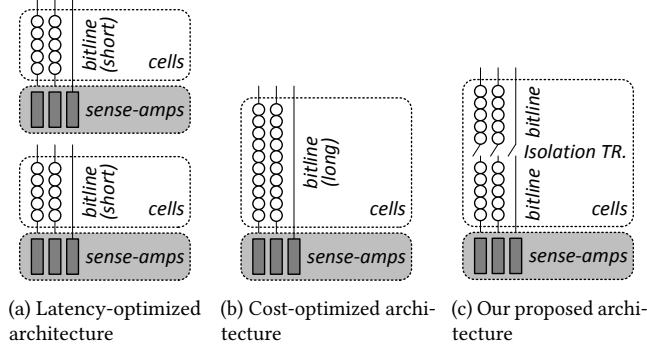 bitline
(short)
cells
sense-amps
bitline
(short)
cells
sense-amps
bitline
(long)
cells
sense-amps
bitline
Isolation TR.
bitline
cells
sense-amps
(a) Latency-optimized
architecture
(b) Cost-optimized archi-
tecture
(c) Our proposed archi-
tecture